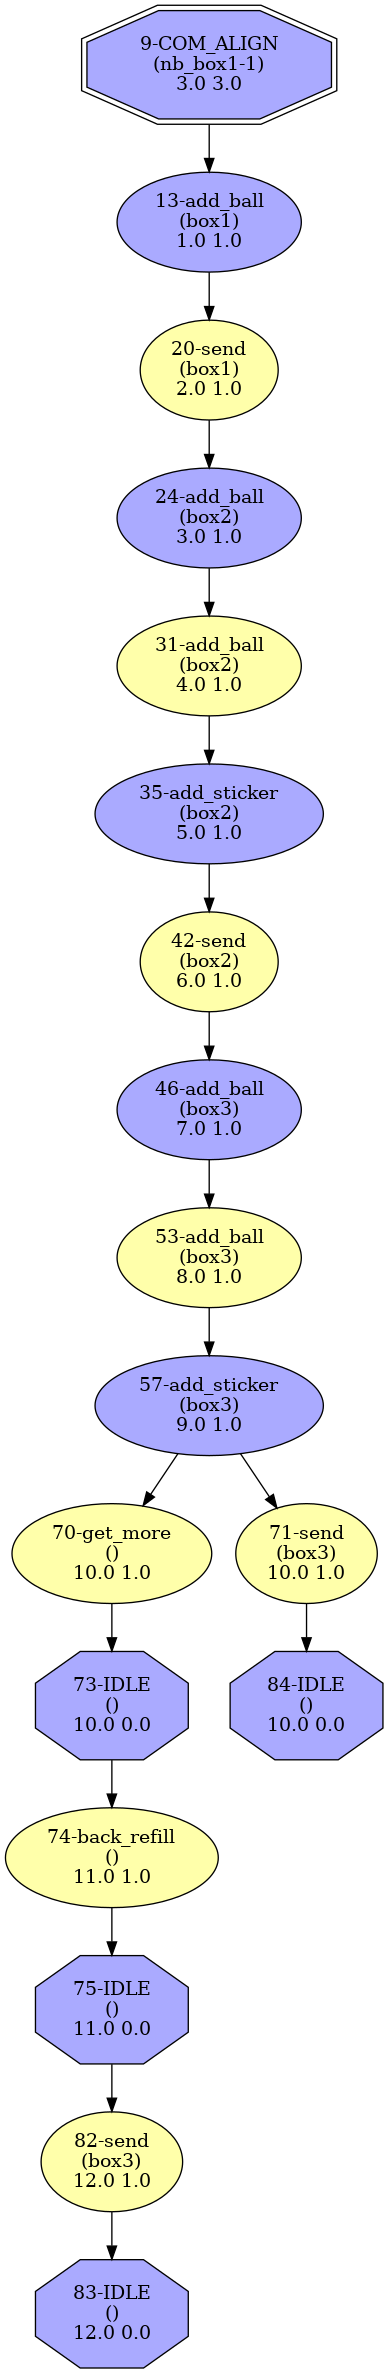 9-COM_ALIGN
(nb_box1-1)
3.0 3.0
13-add_ball
(box1)
1.0 1.0
20-send
(box1)
2.0 1.0
24-add_ball
(box2)
3.0 1.0
31-add_ball
(box2)
4.0 1.0
35-add_sticker
(box2)
5.0 1.0
42-send
(box2)
6.0 1.0
46-add_ball
(box3)
7.0 1.0
53-add_ball
(box3)
8.0 1.0
57-add_sticker
(box3)
9.0 1.0
70-get_more
()
10.0 1.0
71-send
(box3)
10.0 1.0
73-IDLE
()
10.0 0.0
84-IDLE
()
10.0 0.0
74-back_refill
()
11.0 1.0
75-IDLE
()
11.0 0.0
82-send
(box3)
12.0 1.0
83-IDLE
()
12.0 0.0